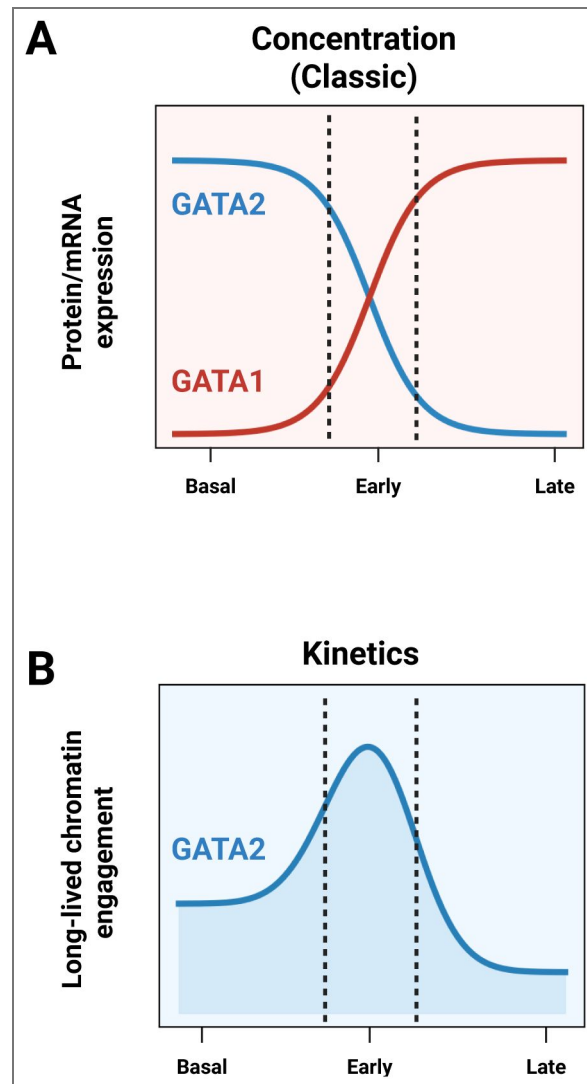 A
Concentration
(Classic)
Protein/mRNA
expression
GATA2
GATA1
Basal
Early
Late
B
Kinetics
Long-lived chromatin
engagement
GATA2
Basal
Early
Late